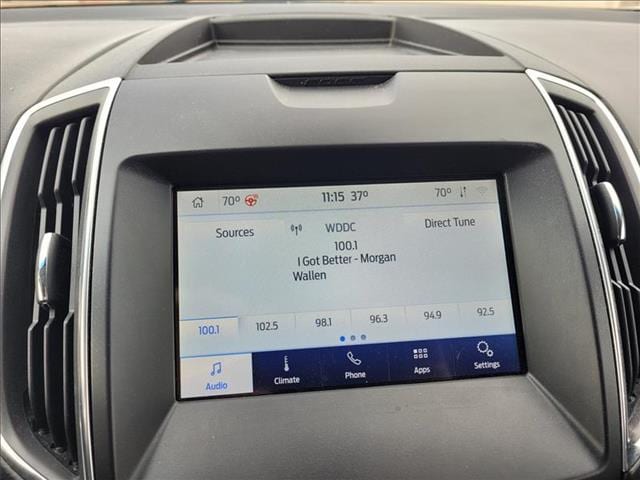 70° 11:15 37° 70°
Sources WDDC Direct Tune
100.1
I Got Better - Morgan
Wallen
100.1 102.5 98.1 96.3 94.9 92.5
Audio Climate Phone Apps Settings